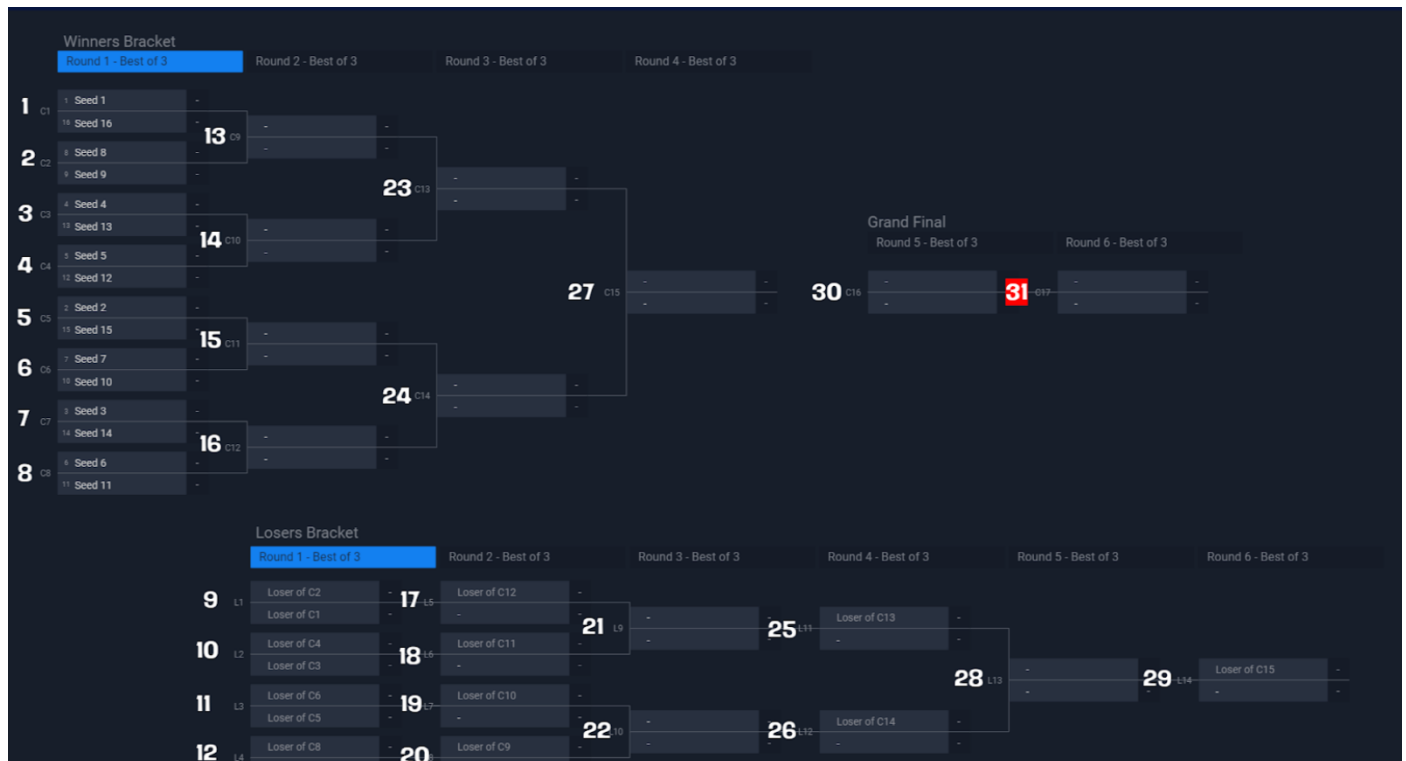 Winners Bracket
Round 1 - Best of 3
Round 2 - Best of 3
Round 3 - Best of 3
Round 4 - Best of 3
1 C1
1 Seed 1 -
16 Seed 16 -
2 C2
8 Seed 8 -
9 Seed 9 -
3 C3
4 Seed 4 -
13 Seed 13 -
4 C4
5 Seed 5 -
12 Seed 12 -
5 C5
2 Seed 2 -
15 Seed 15 -
6 C6
7 Seed 7 -
10 Seed 10 -
7 C7
3 Seed 3 -
14 Seed 14 -
8 C8
6 Seed 6 -
11 Seed 11 -
13 C9
- -
- -
14 C10
- -
- -
15 C11
- -
- -
16 C12
- -
- -
23 C13
- -
- -
24 C14
- -
- -
27 C15
- -
- -
Grand Final
Round 5 - Best of 3
Round 6 - Best of 3
30 C16
- -
- -
31 C17
- -
- -
Losers Bracket
Round 1 - Best of 3
Round 2 - Best of 3
Round 3 - Best of 3
Round 4 - Best of 3
Round 5 - Best of 3
Round 6 - Best of 3
9 L1
Loser of C2 -
Loser of C1 -
10 L2
Loser of C4 -
Loser of C3 -
11 L3
Loser of C6 -
Loser of C5 -
12 L4
Loser of C8 -
17 L5
Loser of C12 -
- -
18 L6
Loser of C11 -
- -
19 L7
Loser of C10 -
- -
20
Loser of C9 -
21 L9
- -
- -
22 L10
- -
- -
25 L11
Loser of C13 -
- -
26 L12
Loser of C14 -
- -
28 L13
- -
- -
29 L14
Loser of C15 -
- -